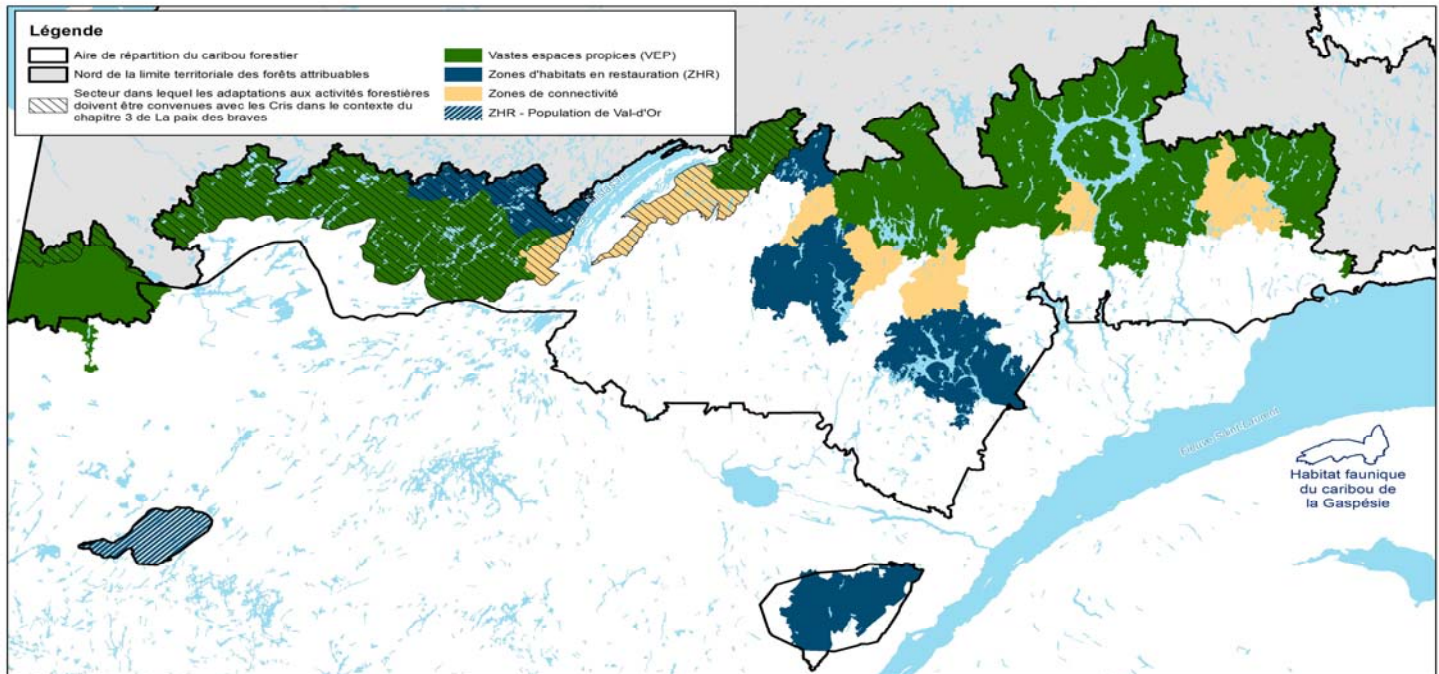 Légende
Aire de répartition du caribou forestier
Nord de la limite territoriale des forêts attribuables
Secteur dans lequel les adaptations aux activités forestières
doivent être convenues avec les Cris dans le contexte du
chapitre 3 de La paix des braves
Vastes espaces propices (VEP)
Zones d'habitats en restauration (ZHR)
Zones de connectivité
ZHR - Population de Val-d'Or
Fleuve Saint-Laurent
Habitat faunique
du caribou de
la Gaspésie